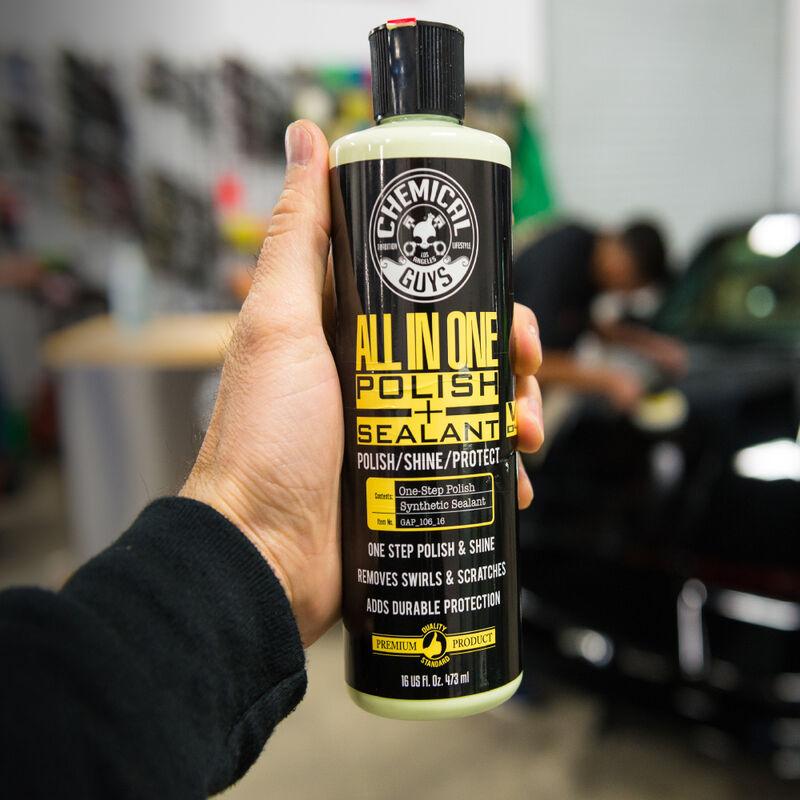 CHEMICAL
TRADITION LIFESTYLE
LOS
ANGELES
GUYS
ALL IN ONE
POLISH
+
SEALANT
POLISH/SHINE/PROTECT
Contents: One-Step Polish
Synthetic Sealant
Item No. GAP_106_16
ONE STEP POLISH & SHINE
REMOVES SWIRLS & SCRATCHES
ADDS DURABLE PROTECTION
QUALITY
PREMIUM PRODUCT
STANDARD
16 US Fl. Oz. 473 ml